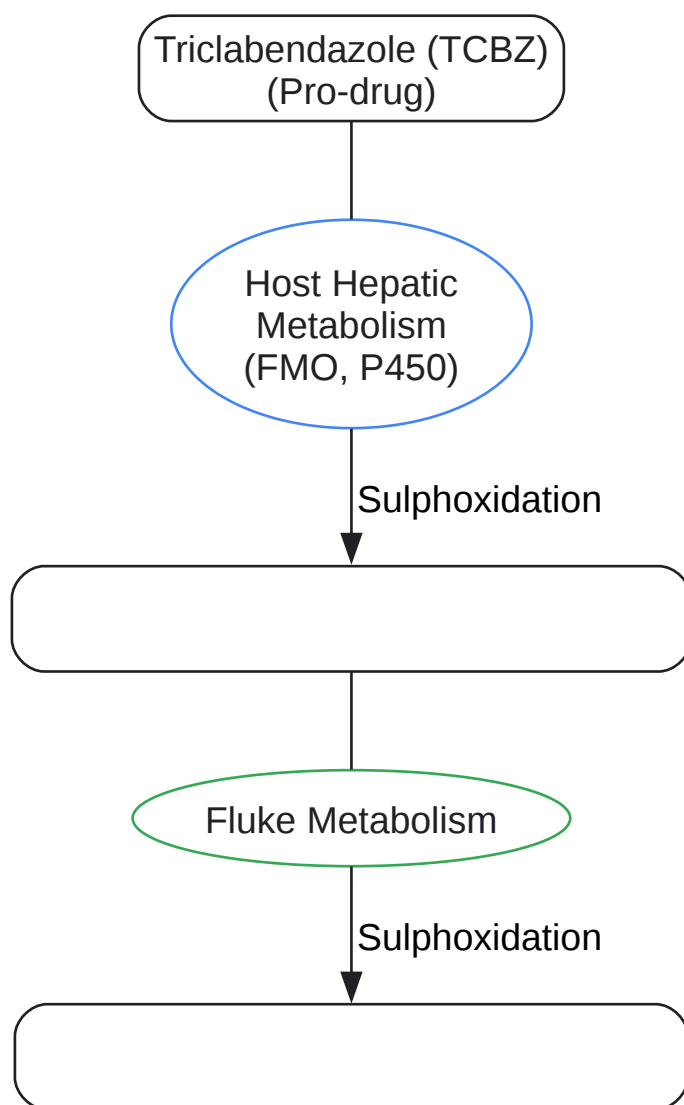 Triclabendazole (TCBZ)
(Pro-drug)
Host Hepatic
Metabolism
(FMO, P450)
Sulphoxidation
Fluke Metabolism
Sulphoxidation